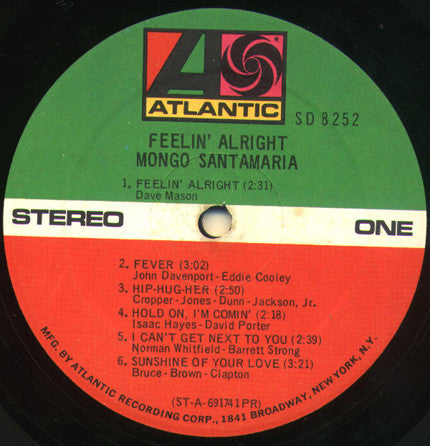 ATLANTIC
SD 8252
FEELIN' ALRIGHT
MONGO SANTAMARIA
1. FEELIN' ALRIGHT (2:31)
Dave Mason
STEREO ONE
2. FEVER (3:02)
John Davenport-Eddie Cooley
3. HIP-HUG-HER (2:50)
Cropper-Jones-Dunn-Jackson, Jr.
4. HOLD ON, I'M COMIN' (2:18)
Isaac Hayes-David Porter
5. I CAN'T GET NEXT TO YOU (2:39)
Norman Whitfield-Barrett Strong
6. SUNSHINE OF YOUR LOVE (3:21)
Bruce-Brown-Clapton
(ST-A-691741PR)
MFG. BY ATLANTIC RECORDING CORP., 1841 BROADWAY, NEW YORK, N.Y.